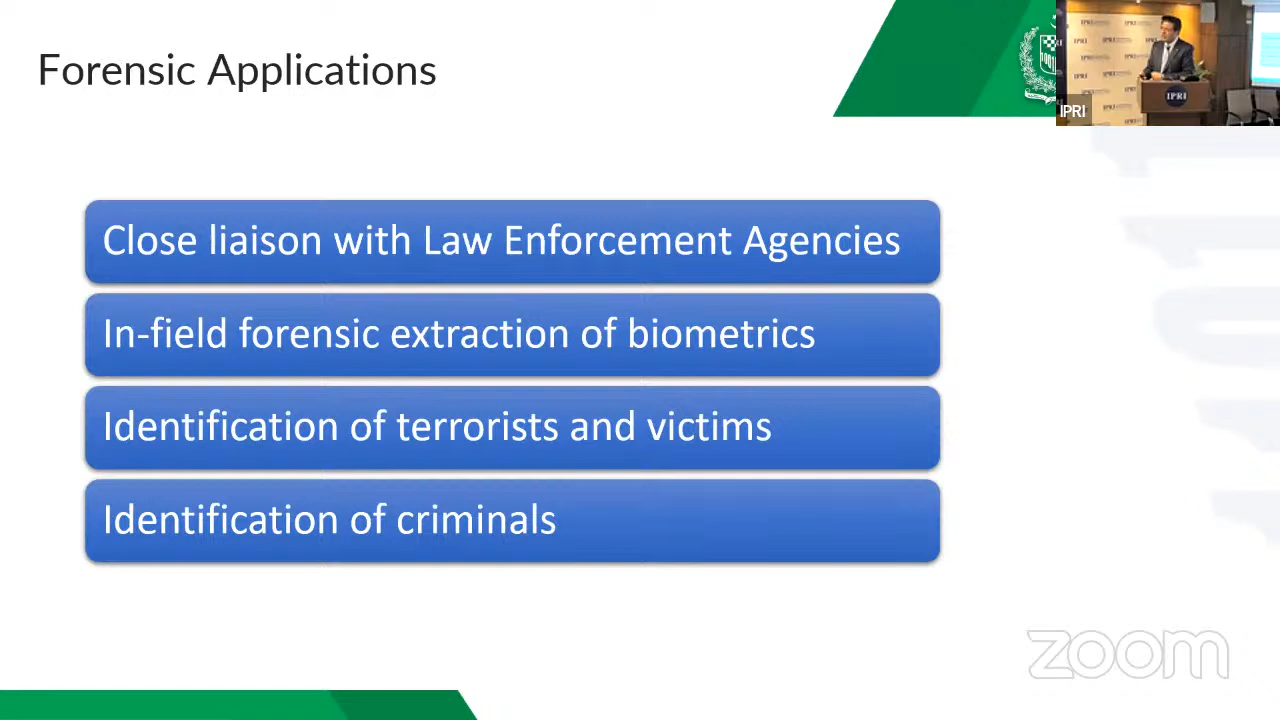 Forensic Applications
IPRI
IPRI
Close liaison with Law Enforcement Agencies
In-field forensic extraction of biometrics
Identification of terrorists and victims
Identification of criminals
zoom